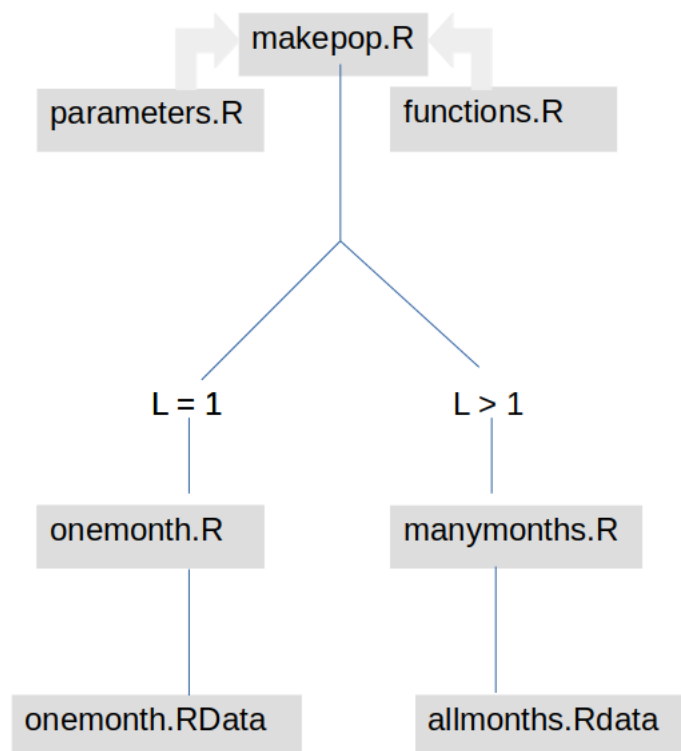 makepop.R
parameters.R
functions.R
L = 1
L > 1
onemonth.R
manymonths.R
onemonth.RData
allmonths.Rdata